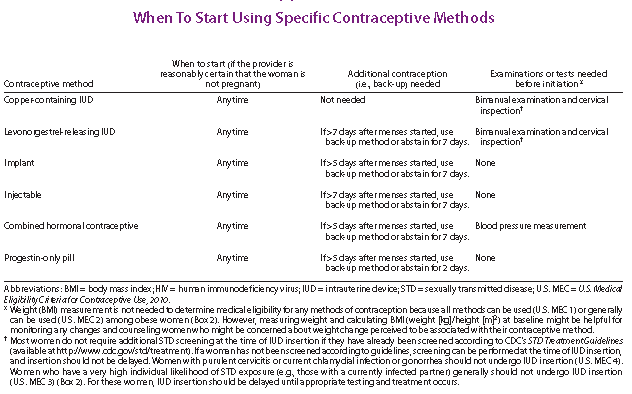 When To Start Using Specific Contraceptive Methods
Contraceptive method
When to start (if the provider is
reasonably certain that the woman is
not pregnant)
Additional contraception
(i.e., back-up) needed
Examinations or tests needed
before initiation¥
Copper-containing IUD
Anytime
Not needed
Bimanual examination and cervical
inspection†
Levonorgestrel-releasing IUD
Anytime
If >7 days after menses started, use
back-up method or abstain for 7 days.
Bimanual examination and cervical
inspection†
Implant
Anytime
If >5 days after menses started, use
back-up method or abstain for 7 days.
None
Injectable
Anytime
If >7 days after menses started, use
back-up method or abstain for 7 days.
None
Combined hormonal contraceptive
Anytime
If >5 days after menses started, use
back-up method or abstain for 7 days.
Blood pressure measurement
Progestin-only pill
Anytime
If >5 days after menses started, use
back-up method or abstain for 2 days.
None
Abbreviations: BMI = body mass index; HIV = human immunodeficiency virus; IUD = intrauterine device; STD = sexually transmitted disease; U.S. MEC = U.S. Medical
Eligibility Criteria for Contraceptive Use, 2010.
¥ Weight (BMI) measurement is not needed to determine medical eligibility for any methods of contraception because all methods can be used (U.S. MEC 1) or generally
can be used (U.S. MEC 2) among obese women (Box 2). However, measuring weight and calculating BMI (weight [kg]/height [m]²) at baseline might be helpful for
monitoring any changes and counseling women who might be concerned about weight change perceived to be associated with their contraceptive method.
† Most women do not require additional STD screening at the time of IUD insertion if they have already been screened according to CDC's STD Treatment Guidelines
(available at http://www.cdc.gov/std/treatment). If a woman has not been screened according to guidelines, screening can be performed at the time of IUD insertion,
and insertion should not be delayed. Women with purulent cervicitis or current chlamydial infection or gonorrhea should not undergo IUD insertion (U.S. MEC 4).
Women who have a very high individual likelihood of STD exposure (e.g., those with a currently infected partner) generally should not undergo IUD insertion
(U.S. MEC 3) (Box 2). For these women, IUD insertion should be delayed until appropriate testing and treatment occurs.